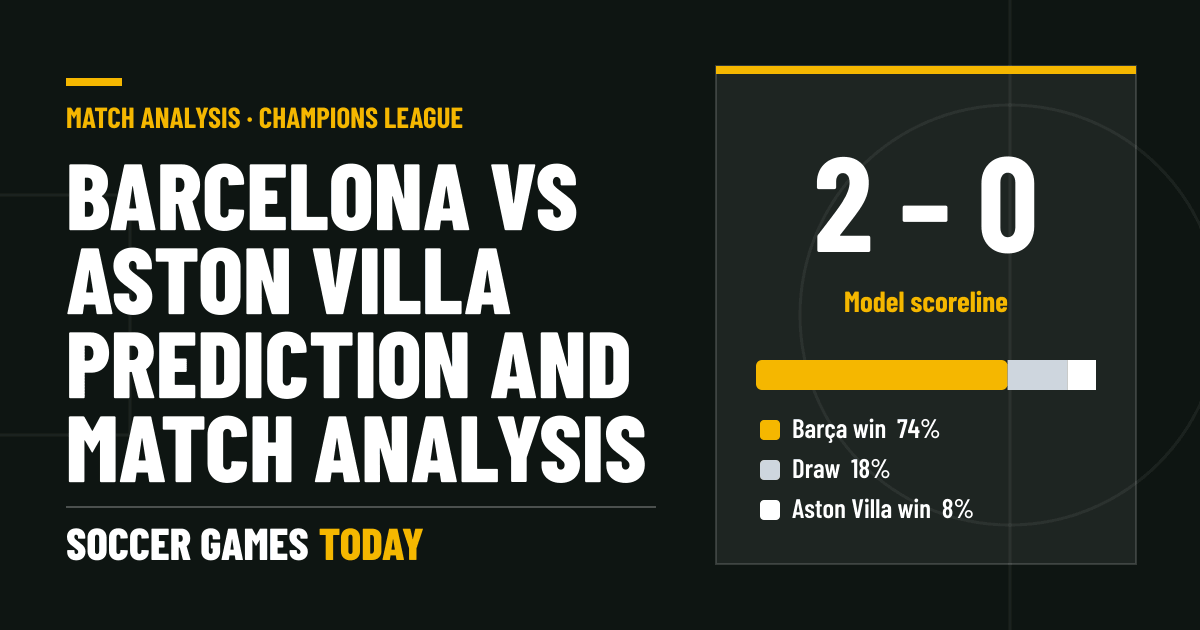 MATCH ANALYSIS · CHAMPIONS LEAGUE
BARCELONA VS
ASTON VILLA
PREDICTION AND
MATCH ANALYSIS
SOCCER GAMES TODAY
2 – 0
Model scoreline
Barça win 74%
Draw 18%
Aston Villa win 8%